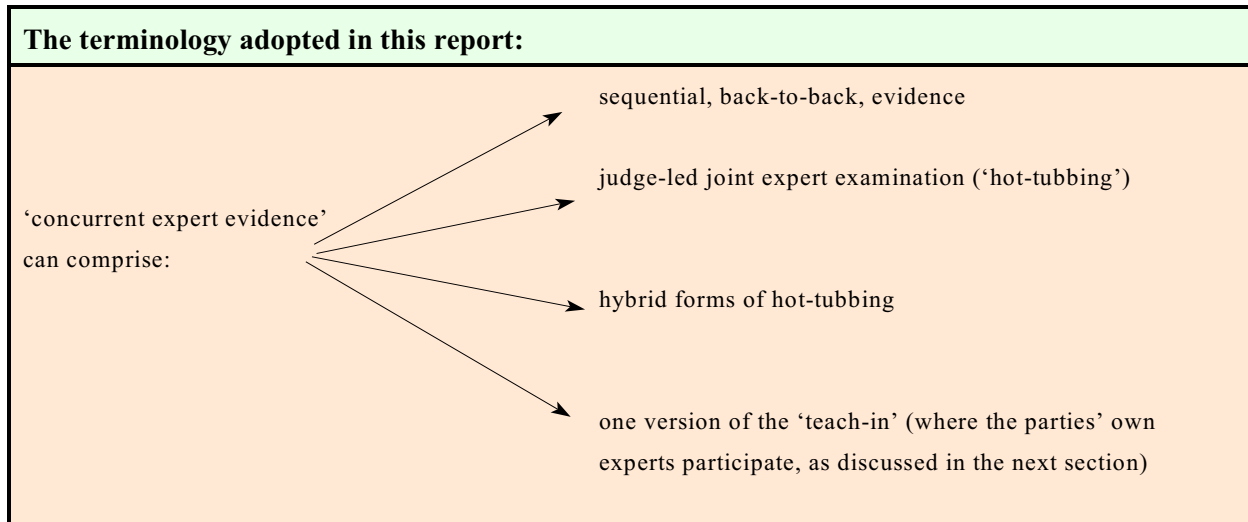 The terminology adopted in this report:
sequential, back-to-back, evidence
judge-led joint expert examination (‘hot-tubbing’)
‘concurrent expert evidence’
can comprise:
hybrid forms of hot-tubbing
one version of the ‘teach-in’ (where the parties’ own
experts participate, as discussed in the next section)